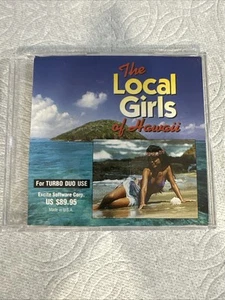 The
Local
Girls
of Hawaii
For TURBO DUO USE
Excite Software Corp.
US $89.95
Made in U.S.A.